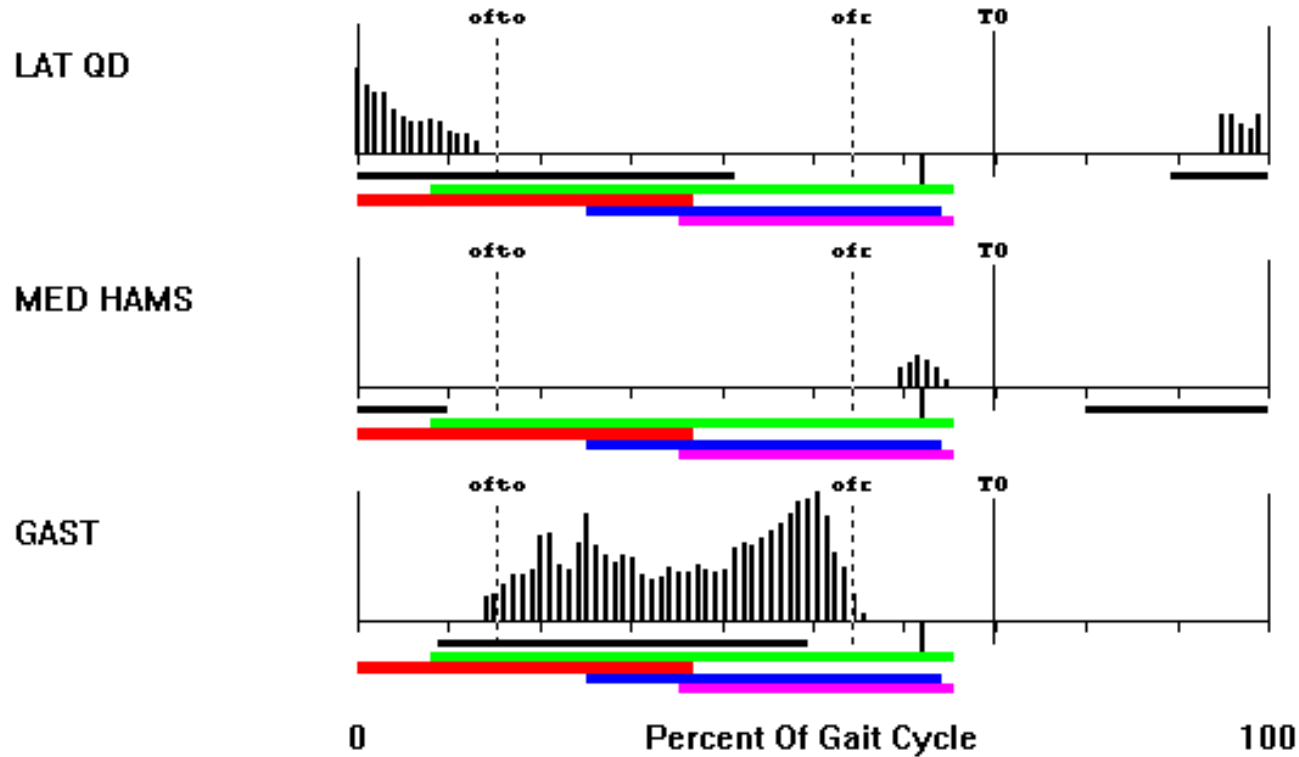 ofto ofc TO
LAT QD
ofto ofc TO
MED HAMS
ofto ofc TO
GAST
0 Percent Of Gait Cycle 100